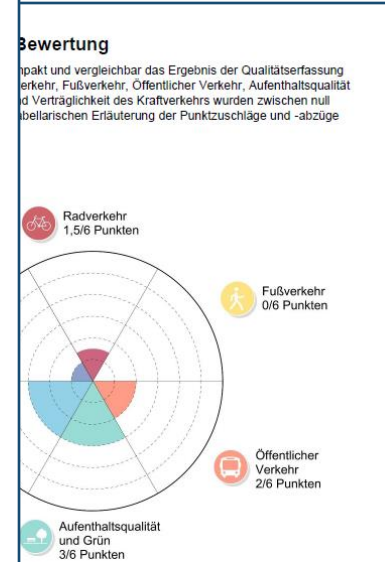 Bewertung
mpakt und vergleichbar das Ergebnis der Qualitätserfassung
erkehr, Fußverkehr, Öffentlicher Verkehr, Aufenthaltsqualität
nd Verträglichkeit des Kraftverkehrs wurden zwischen null
abellarischen Erläuterung der Punktzuschläge und -abzüge
Radverkehr
1,5/6 Punkten
Fußverkehr
0/6 Punkten
Öffentlicher
Verkehr
2/6 Punkten
Aufenthaltsqualität
und Grün
3/6 Punkten